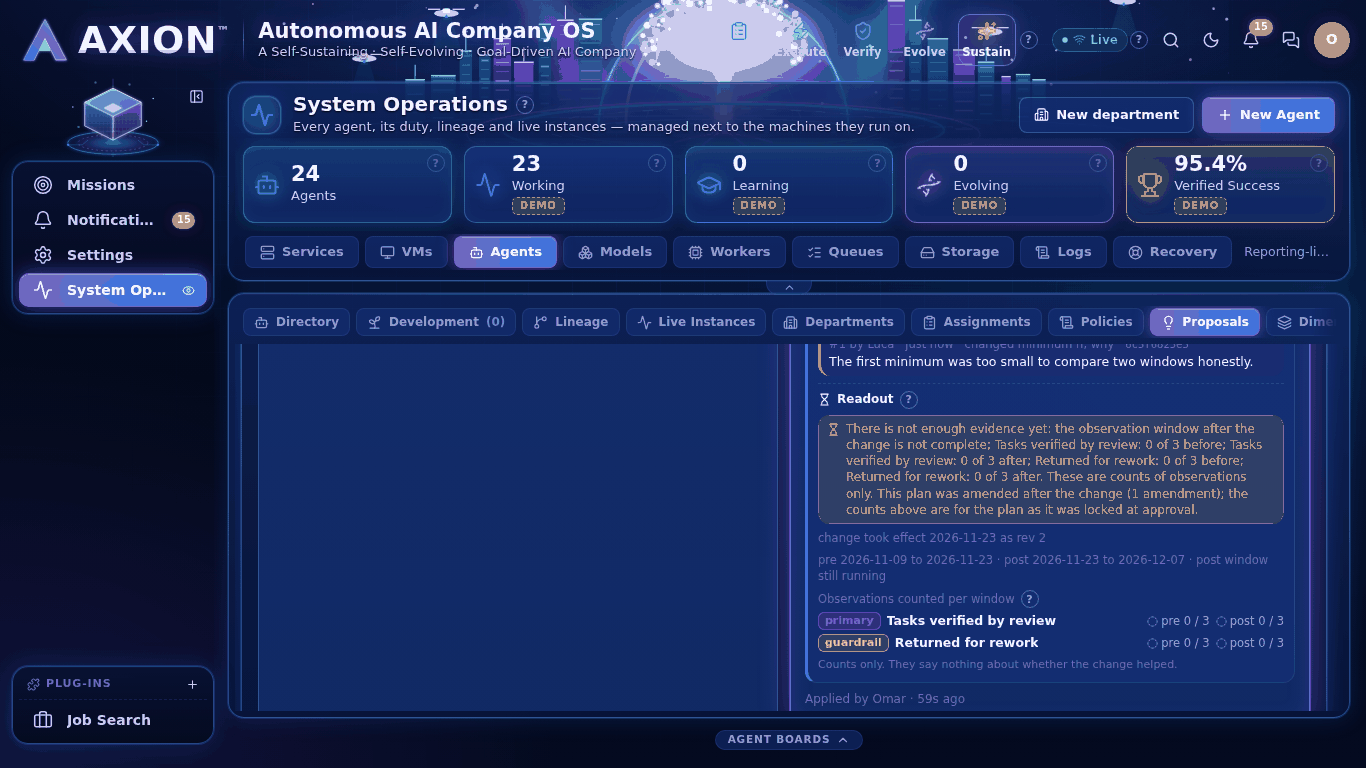 AXION™
Autonomous AI Company OS
A Self-Sustaining · Self-Evolving · Goal-Driven AI Company
Verify
Evolve
Sustain
?
Live
?
15
O
System Operations ?
Every agent, its duty, lineage and live instances — managed next to the machines they run on.
New department
+ New Agent
24
Agents
?
23
Working
DEMO
?
0
Learning
DEMO
?
0
Evolving
DEMO
?
95.4%
Verified Success
DEMO
?
Missions
Notificati... 15
Settings
System Op...
Services
VMs
Agents
Models
Workers
Queues
Storage
Logs
Recovery
Reporting-li...
Directory
Development (0)
Lineage
Live Instances
Departments
Assignments
Policies
Proposals
The first minimum was too small to compare two windows honestly.
Readout ?
There is not enough evidence yet: the observation window after the
change is not complete; Tasks verified by review: 0 of 3 before; Tasks
verified by review: 0 of 3 after; Returned for rework: 0 of 3 before;
Returned for rework: 0 of 3 after. These are counts of observations
only. This plan was amended after the change (1 amendment); the
counts above are for the plan as it was locked at approval.
change took effect 2026-11-23 as rev 2
pre 2026-11-09 to 2026-11-23 · post 2026-11-23 to 2026-12-07 · post window
still running
Observations counted per window ?
primary Tasks verified by review pre 0 / 3 post 0 / 3
guardrail Returned for rework pre 0 / 3 post 0 / 3
Counts only. They say nothing about whether the change helped.
Applied by Omar · 59s ago
PLUG-INS +
Job Search
AGENT BOARDS